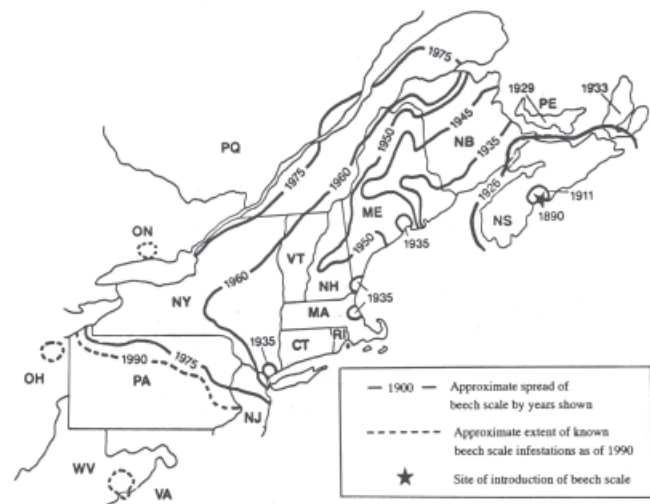 1975
1929
PE
1933
1945
1950
NB
1935
PQ
1960
1975
1926
1911
NS
1890
ME
ON
1935
VT
1950
1960
NH
NY
1935
MA
1935
CT
RI
1990
1975
OH
PA
NJ
WV
VA
1900 Approximate spread of
beech scale by years shown
Approximate extent of known
beech scale infestations as of 1990
Site of introduction of beech scale